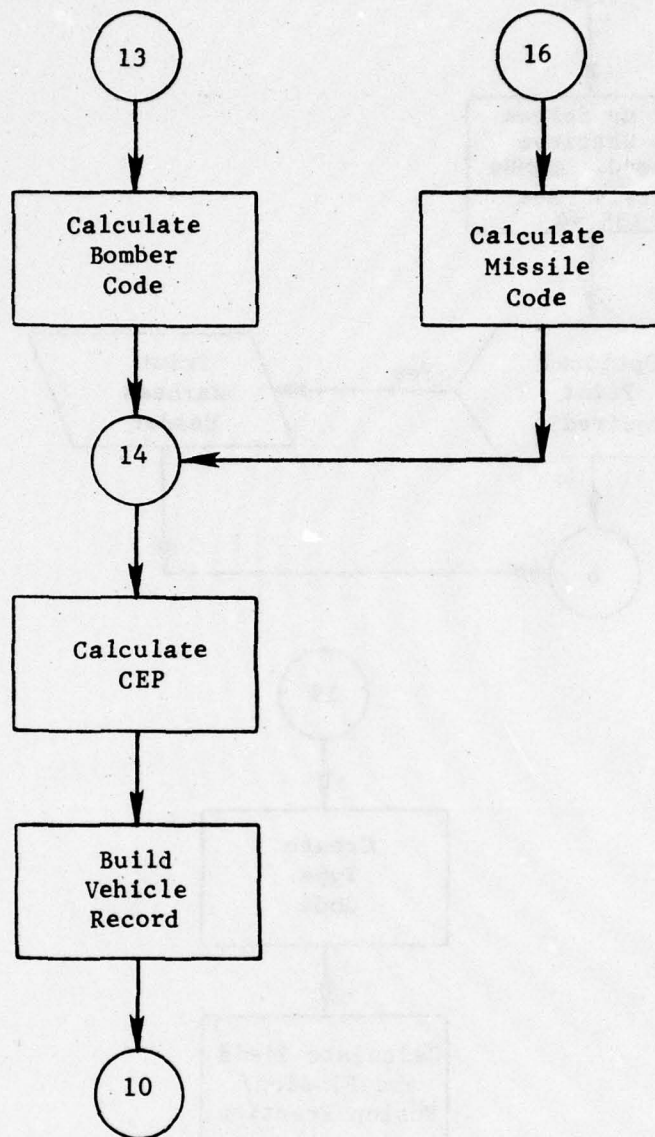 13
16
Calculate
Bomber
Code
Calculate
Missile
Code
14
Calculate
CEP
Build
Vehicle
Record
10